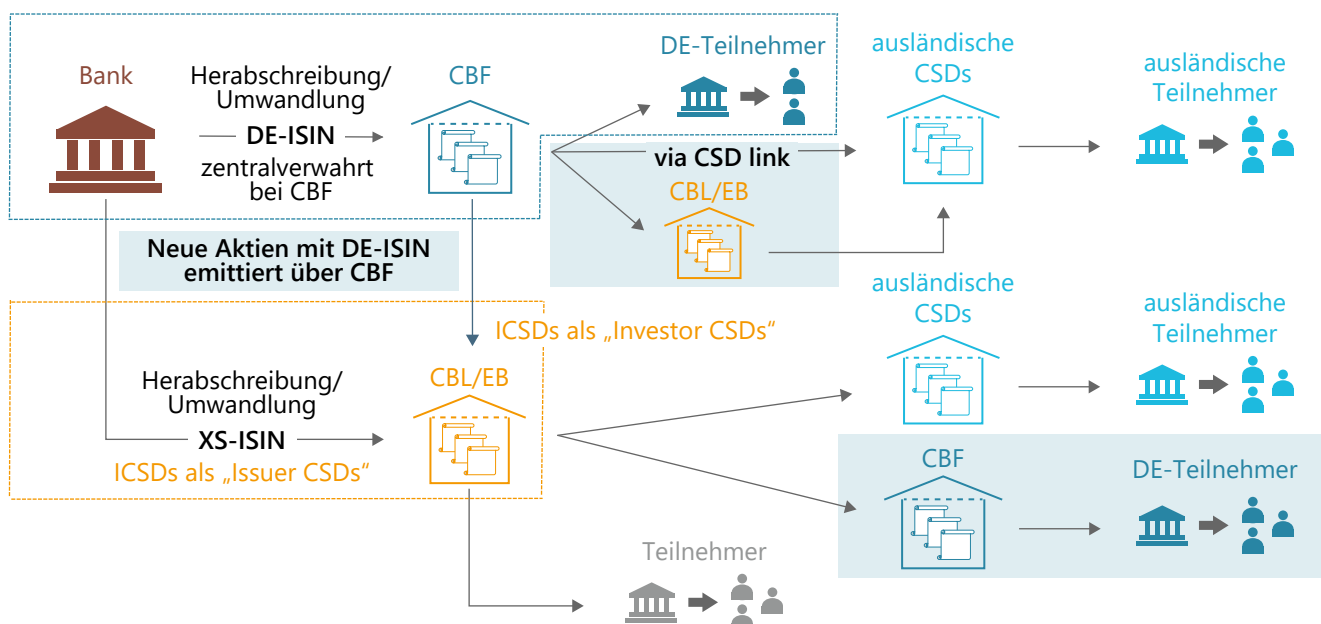 Bank
Herabschreibung/
Umwandlung
DE-ISIN
zentralverwahrt
bei CBF
CBF
DE-Teilnehmer
via CSD link
CBL/EB
ausländische
CSDs
ausländische
Teilnehmer
Neue Aktien mit DE-ISIN
emittiert über CBF
ICSDs als „Investor CSDs“
Herabschreibung/
Umwandlung
XS-ISIN
ICSDs als „Issuer CSDs“
CBL/EB
ausländische
CSDs
ausländische
Teilnehmer
CBF
DE-Teilnehmer
Teilnehmer